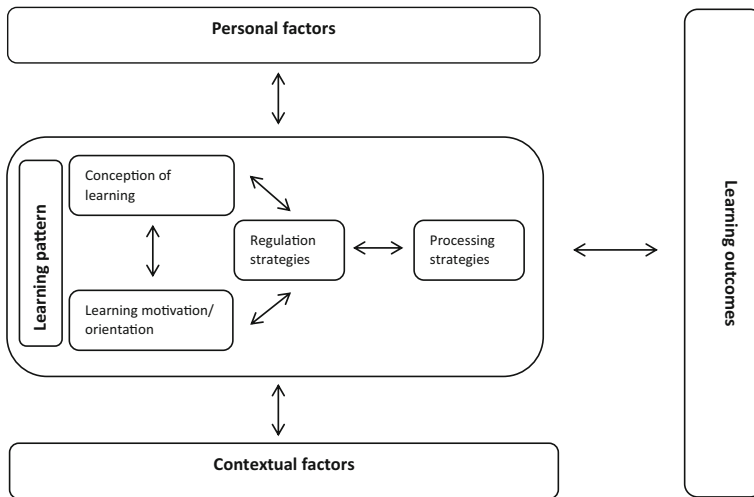 Personal factors
Learning pattern
Conception of
learning
Regulation
strategies
Processing
strategies
Learning motivation/
orientation
Contextual factors
Learning outcomes